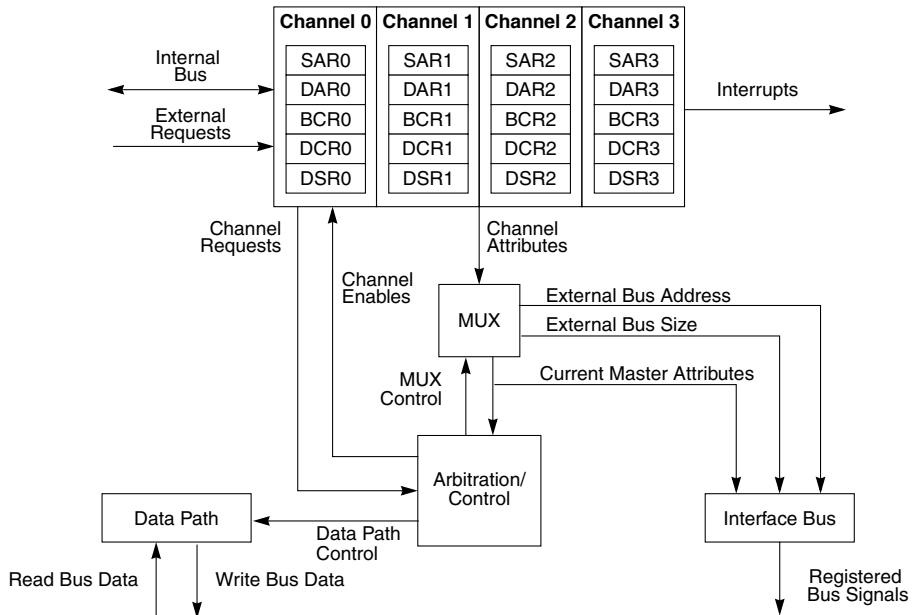 Channel 0 Channel 1 Channel 2 Channel 3
SAR0 SAR1 SAR2 SAR3
DAR0 DAR1 DAR2 DAR3
BCR0 BCR1 BCR2 BCR3
DCR0 DCR1 DCR2 DCR3
DSR0 DSR1 DSR2 DSR3
Internal
Bus
External
Requests
Interrupts
Channel
Requests
Channel
Enables
Channel
Attributes
MUX
External Bus Address
External Bus Size
Current Master Attributes
MUX
Control
Arbitration/
Control
Data Path
Data Path
Control
Interface Bus
Read Bus Data
Write Bus Data
Registered
Bus Signals